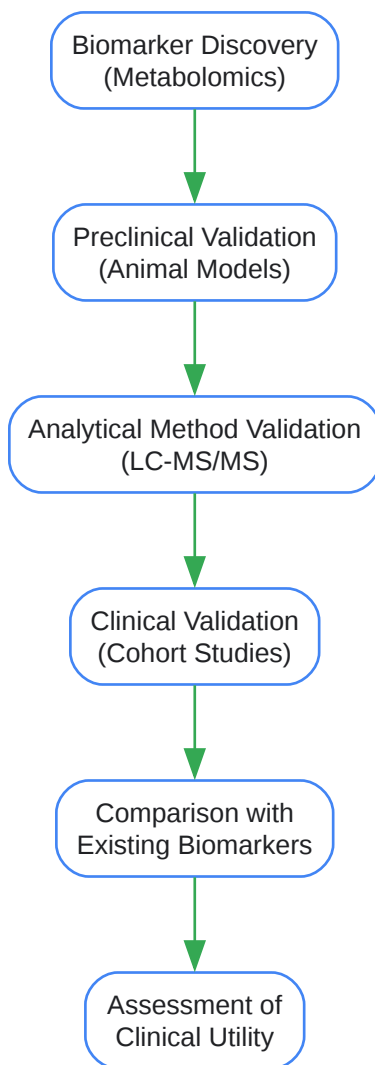 Biomarker Discovery
(Metabolomics)
Preclinical Validation
(Animal Models)
Analytical Method Validation
(LC-MS/MS)
Clinical Validation
(Cohort Studies)
Comparison with
Existing Biomarkers
Assessment of
Clinical Utility